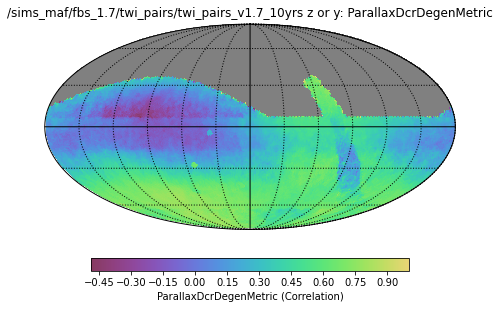 /sims_maf/fbs_1.7/twi_pairs/twi_pairs_v1.7_10yrs z or y: ParallaxDcrDegenMetric
−0.45 −0.30 −0.15 0.00 0.15 0.30 0.45 0.60 0.75 0.90
ParallaxDcrDegenMetric (Correlation)